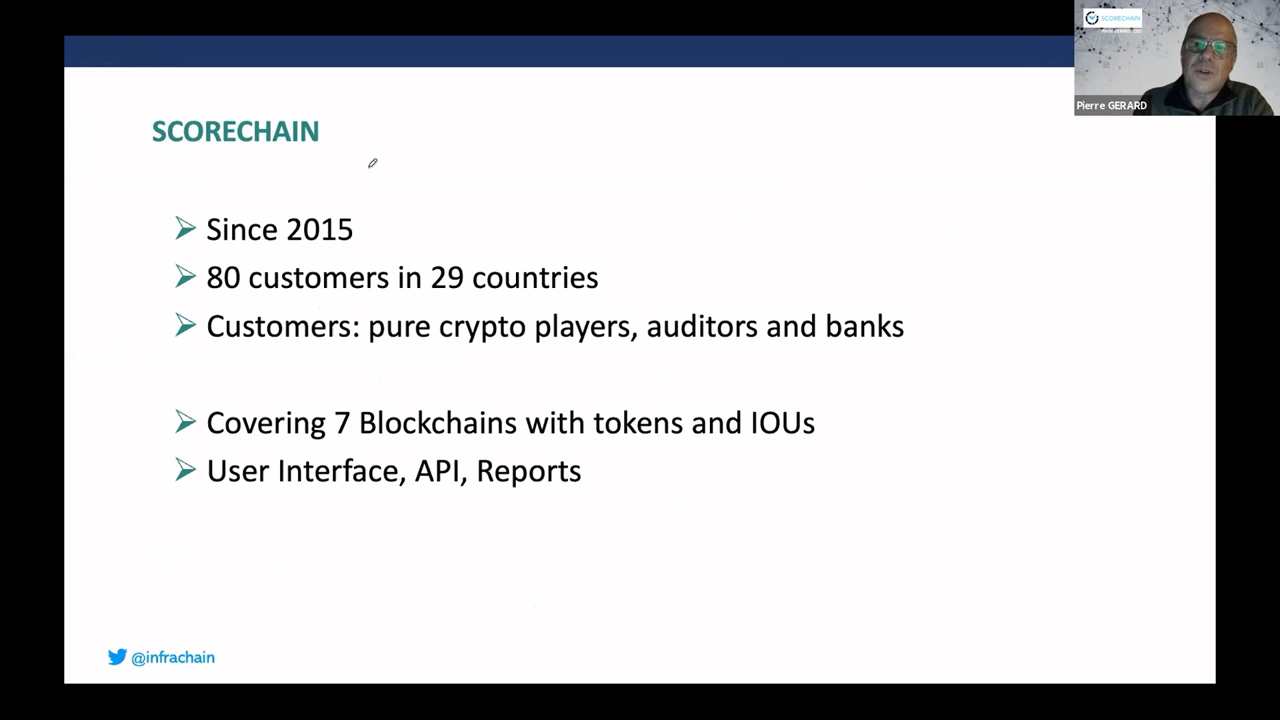 SCORECHAIN
Pierre GERARD
SCORECHAIN
Since 2015
80 customers in 29 countries
Customers: pure crypto players, auditors and banks
Covering 7 Blockchains with tokens and IOUs
User Interface, API, Reports
@infrachain